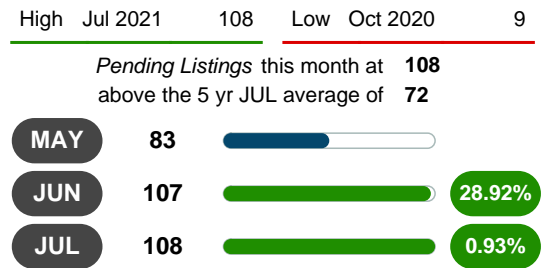 High Jul 2021 108 Low Oct 2020 9
Pending Listings this month at 108
above the 5 yr JUL average of 72
MAY 83
JUN 107 28.92%
JUL 108 0.93%